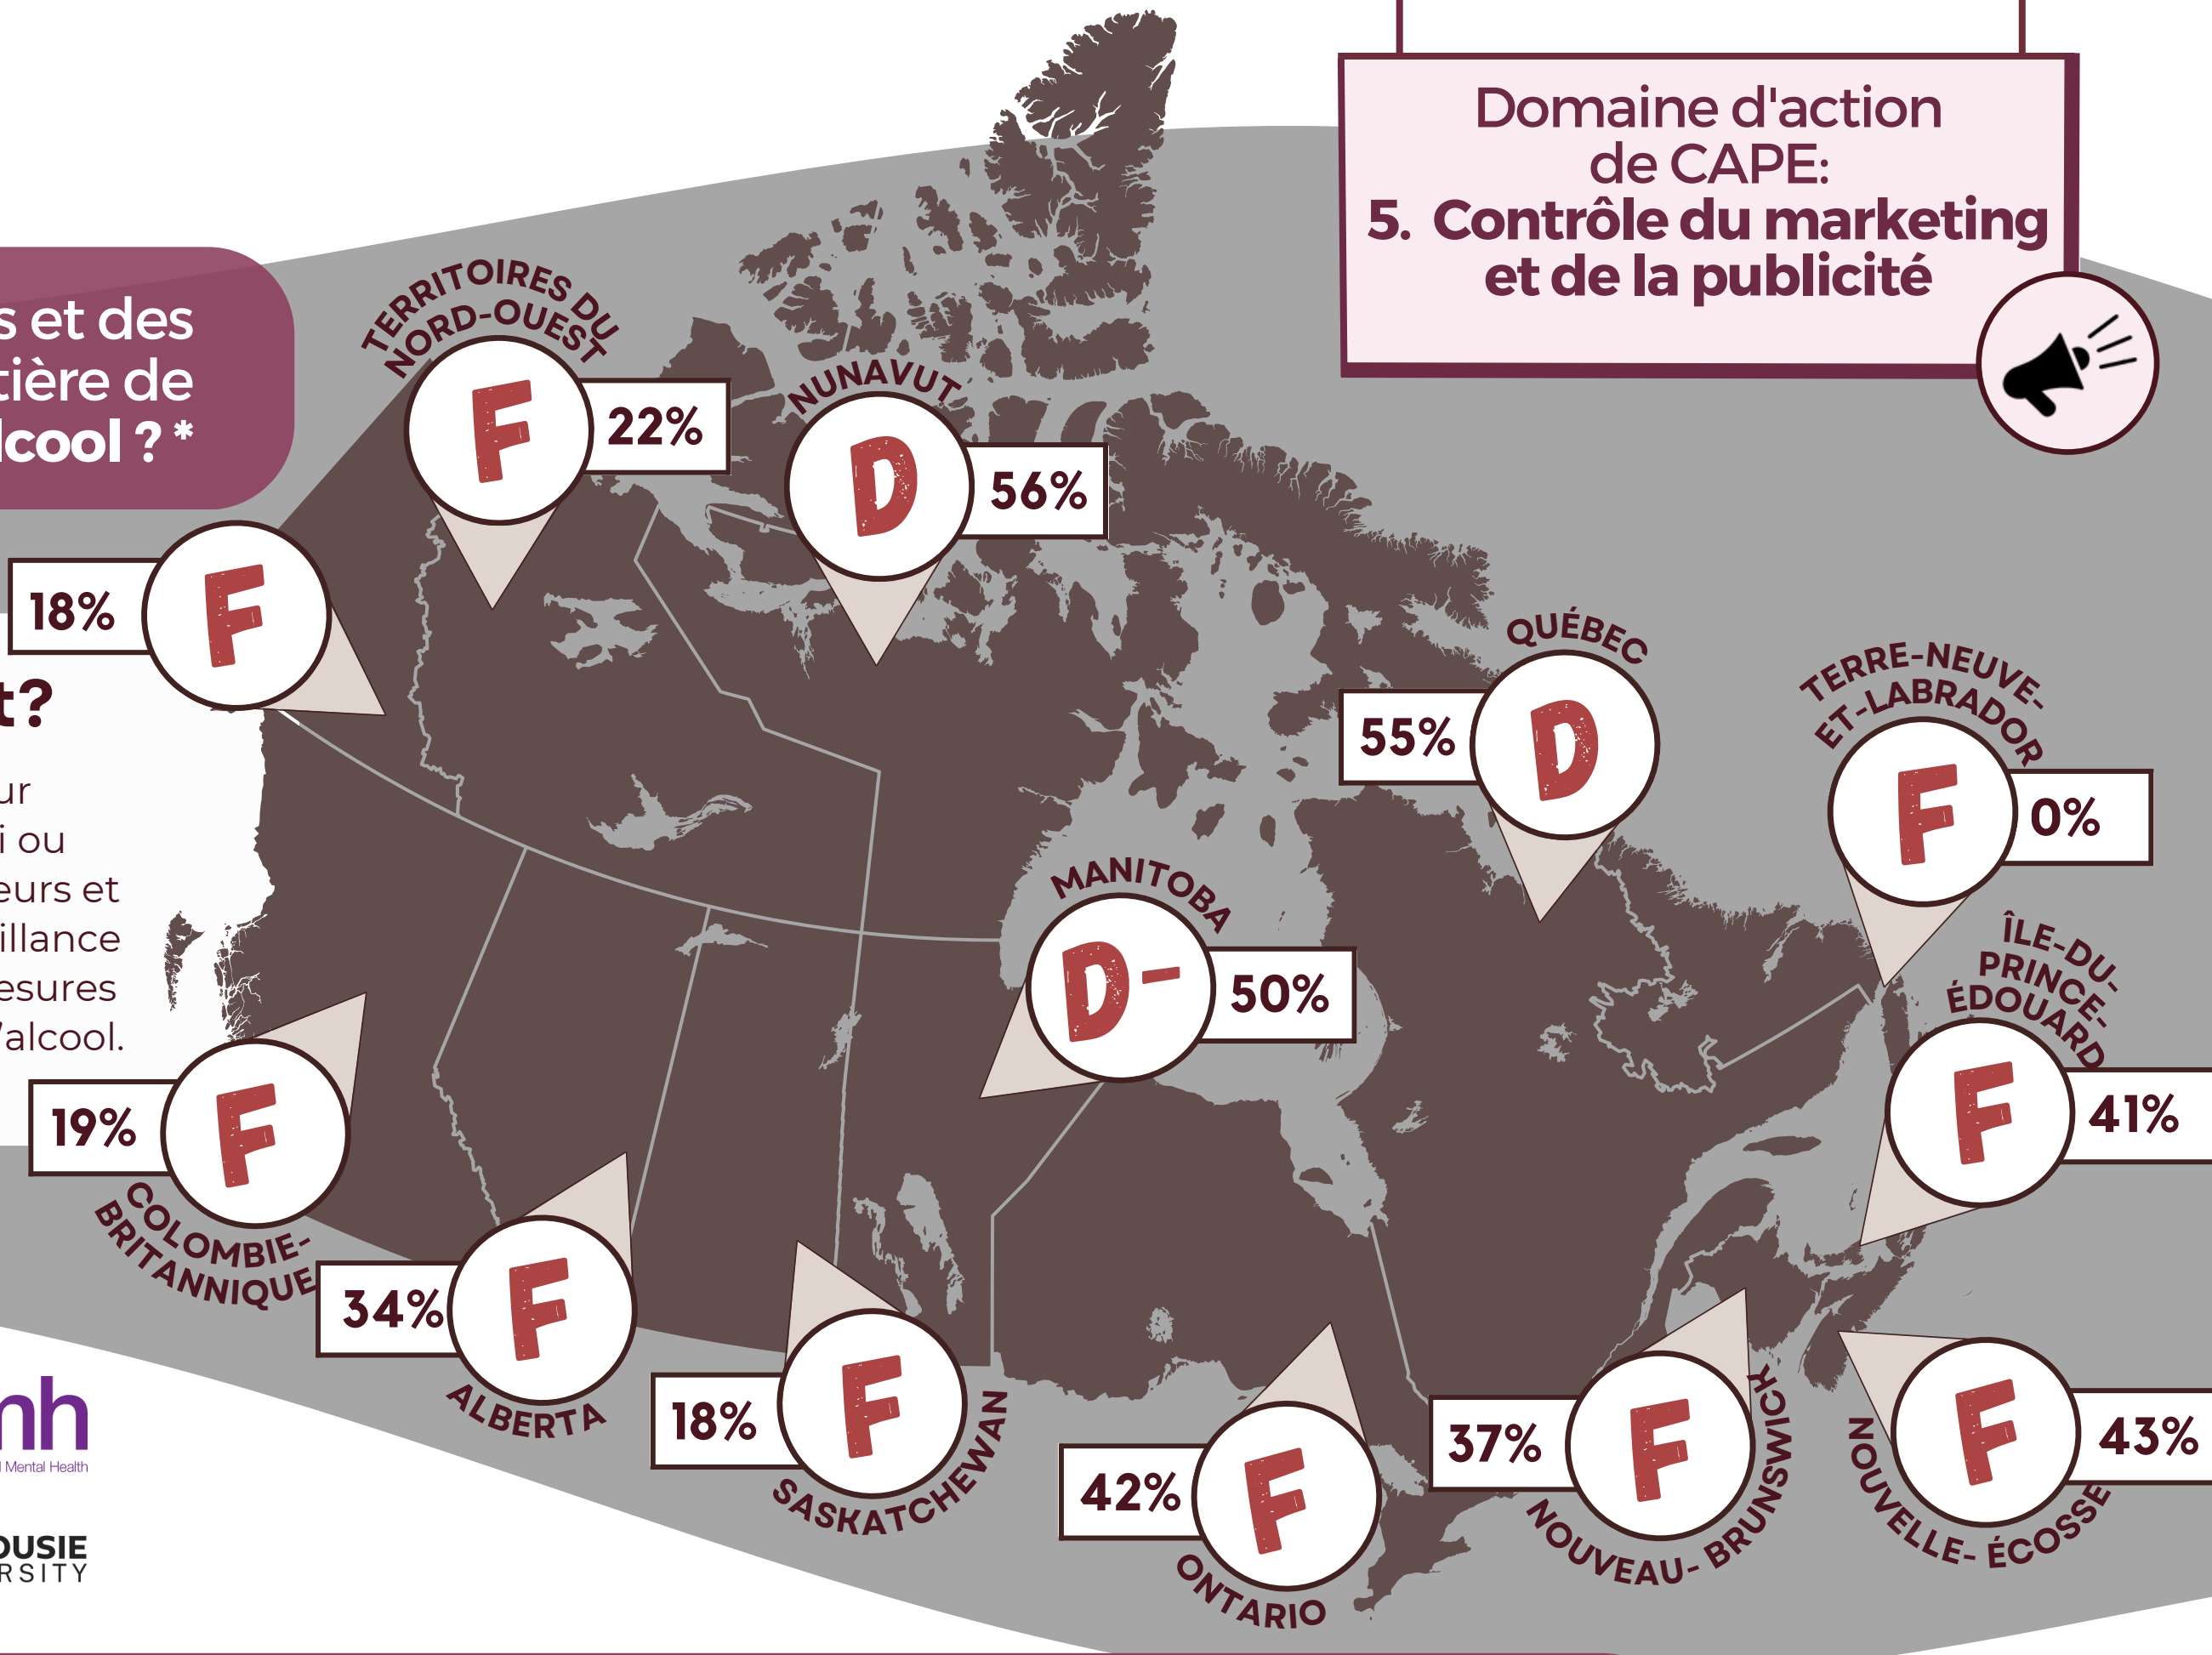 Domaine d'action
de CAPE:
5. Contrôle du marketing
et de la publicité
s et des
tière de
lcool ? *
TERRITOIRES DU
NORD-OUEST
F
22%
NUNAVUT
D
56%
18%
F
t?
ur
i ou
eurs et
illance
esures
'alcool.
QUÉBEC
55%
D
TERRE-NEUVE-
ET-LABRADOR
F
0%
MANITOBA
D-
50%
ÎLE-DU-
PRINCE-
ÉDOUARD
F
41%
19%
F
COLOMBIE-
BRITANNIQUE
34%
F
ALBERTA
18%
F
SASKATCHEWAN
42%
F
ONTARIO
37%
F
NOUVEAU- BRUNSWICK
F
43%
NOUVELLE- ÉCOSSE
mh
l Mental Health
OUSIE
RSITY